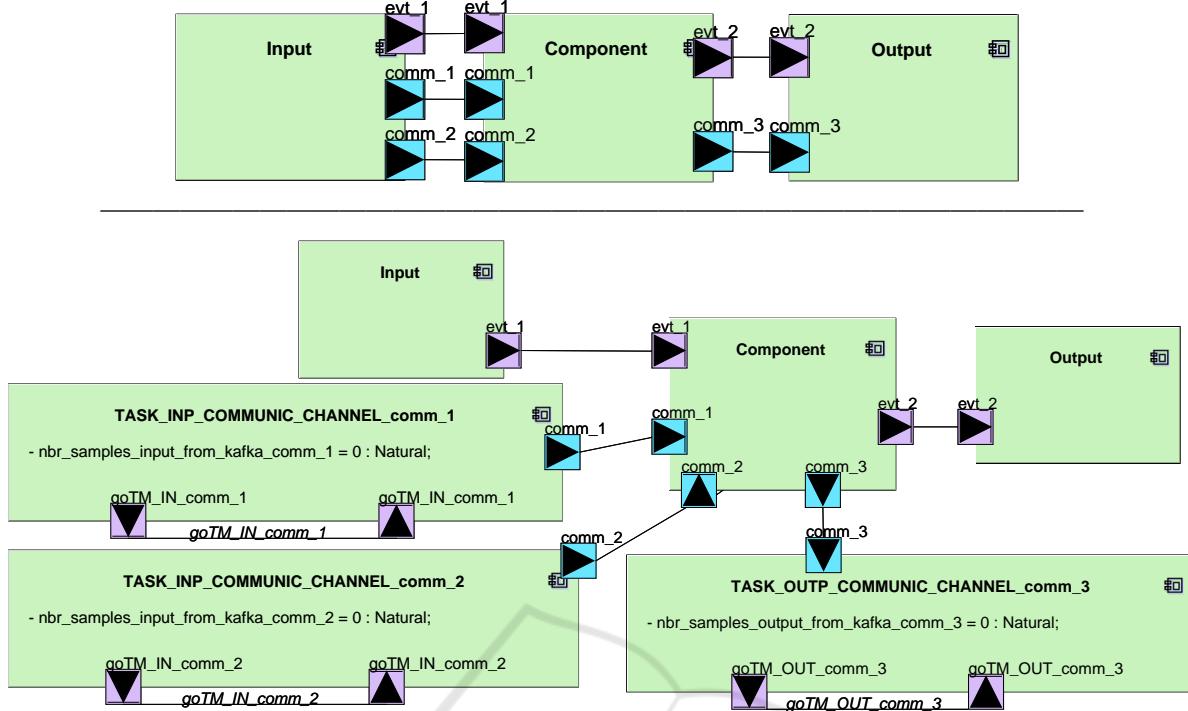 evt_1 evt_1
evt_2 evt_2
Input Component Output
comm_1 comm_1
comm_2 comm_2
comm_3 comm_3
Input
evt_1 evt_1
Component
Output
TASK_INP_COMMUNIC_CHANNEL_comm_1
- nbr_samples_input_from_kafka_comm_1 = 0 : Natural;
comm_1 comm_1
evt_2 evt_2
comm_2 comm_3
goTM_IN_comm_1 goTM_IN_comm_1
goTM_IN_comm_1
comm_2
comm_3
TASK_INP_COMMUNIC_CHANNEL_comm_2
- nbr_samples_input_from_kafka_comm_2 = 0 : Natural;
goTM_IN_comm_2 goTM_IN_comm_2
goTM_IN_comm_2
TASK_OUTP_COMMUNIC_CHANNEL_comm_3
- nbr_samples_output_from_kafka_comm_3 = 0 : Natural;
goTM_OUT_comm_3 goTM_OUT_comm_3
goTM_OUT_comm_3